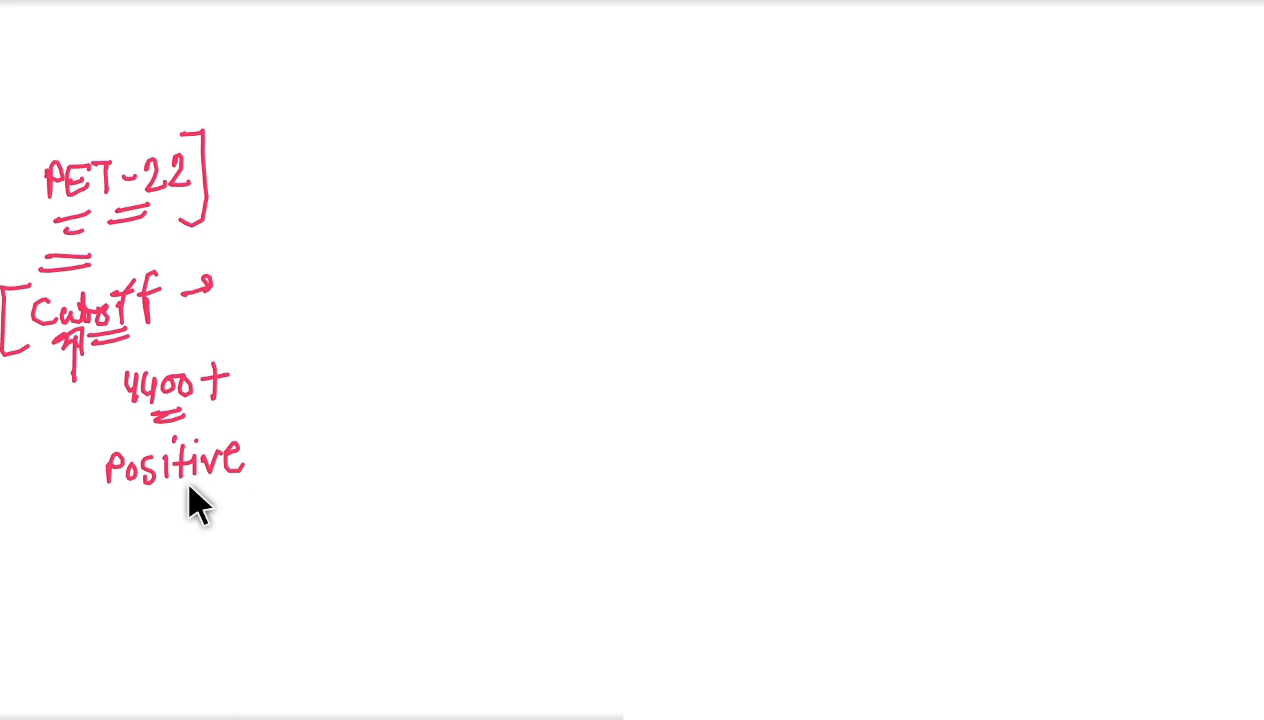 PET-22]
[Cutoff →
4400+
Positive